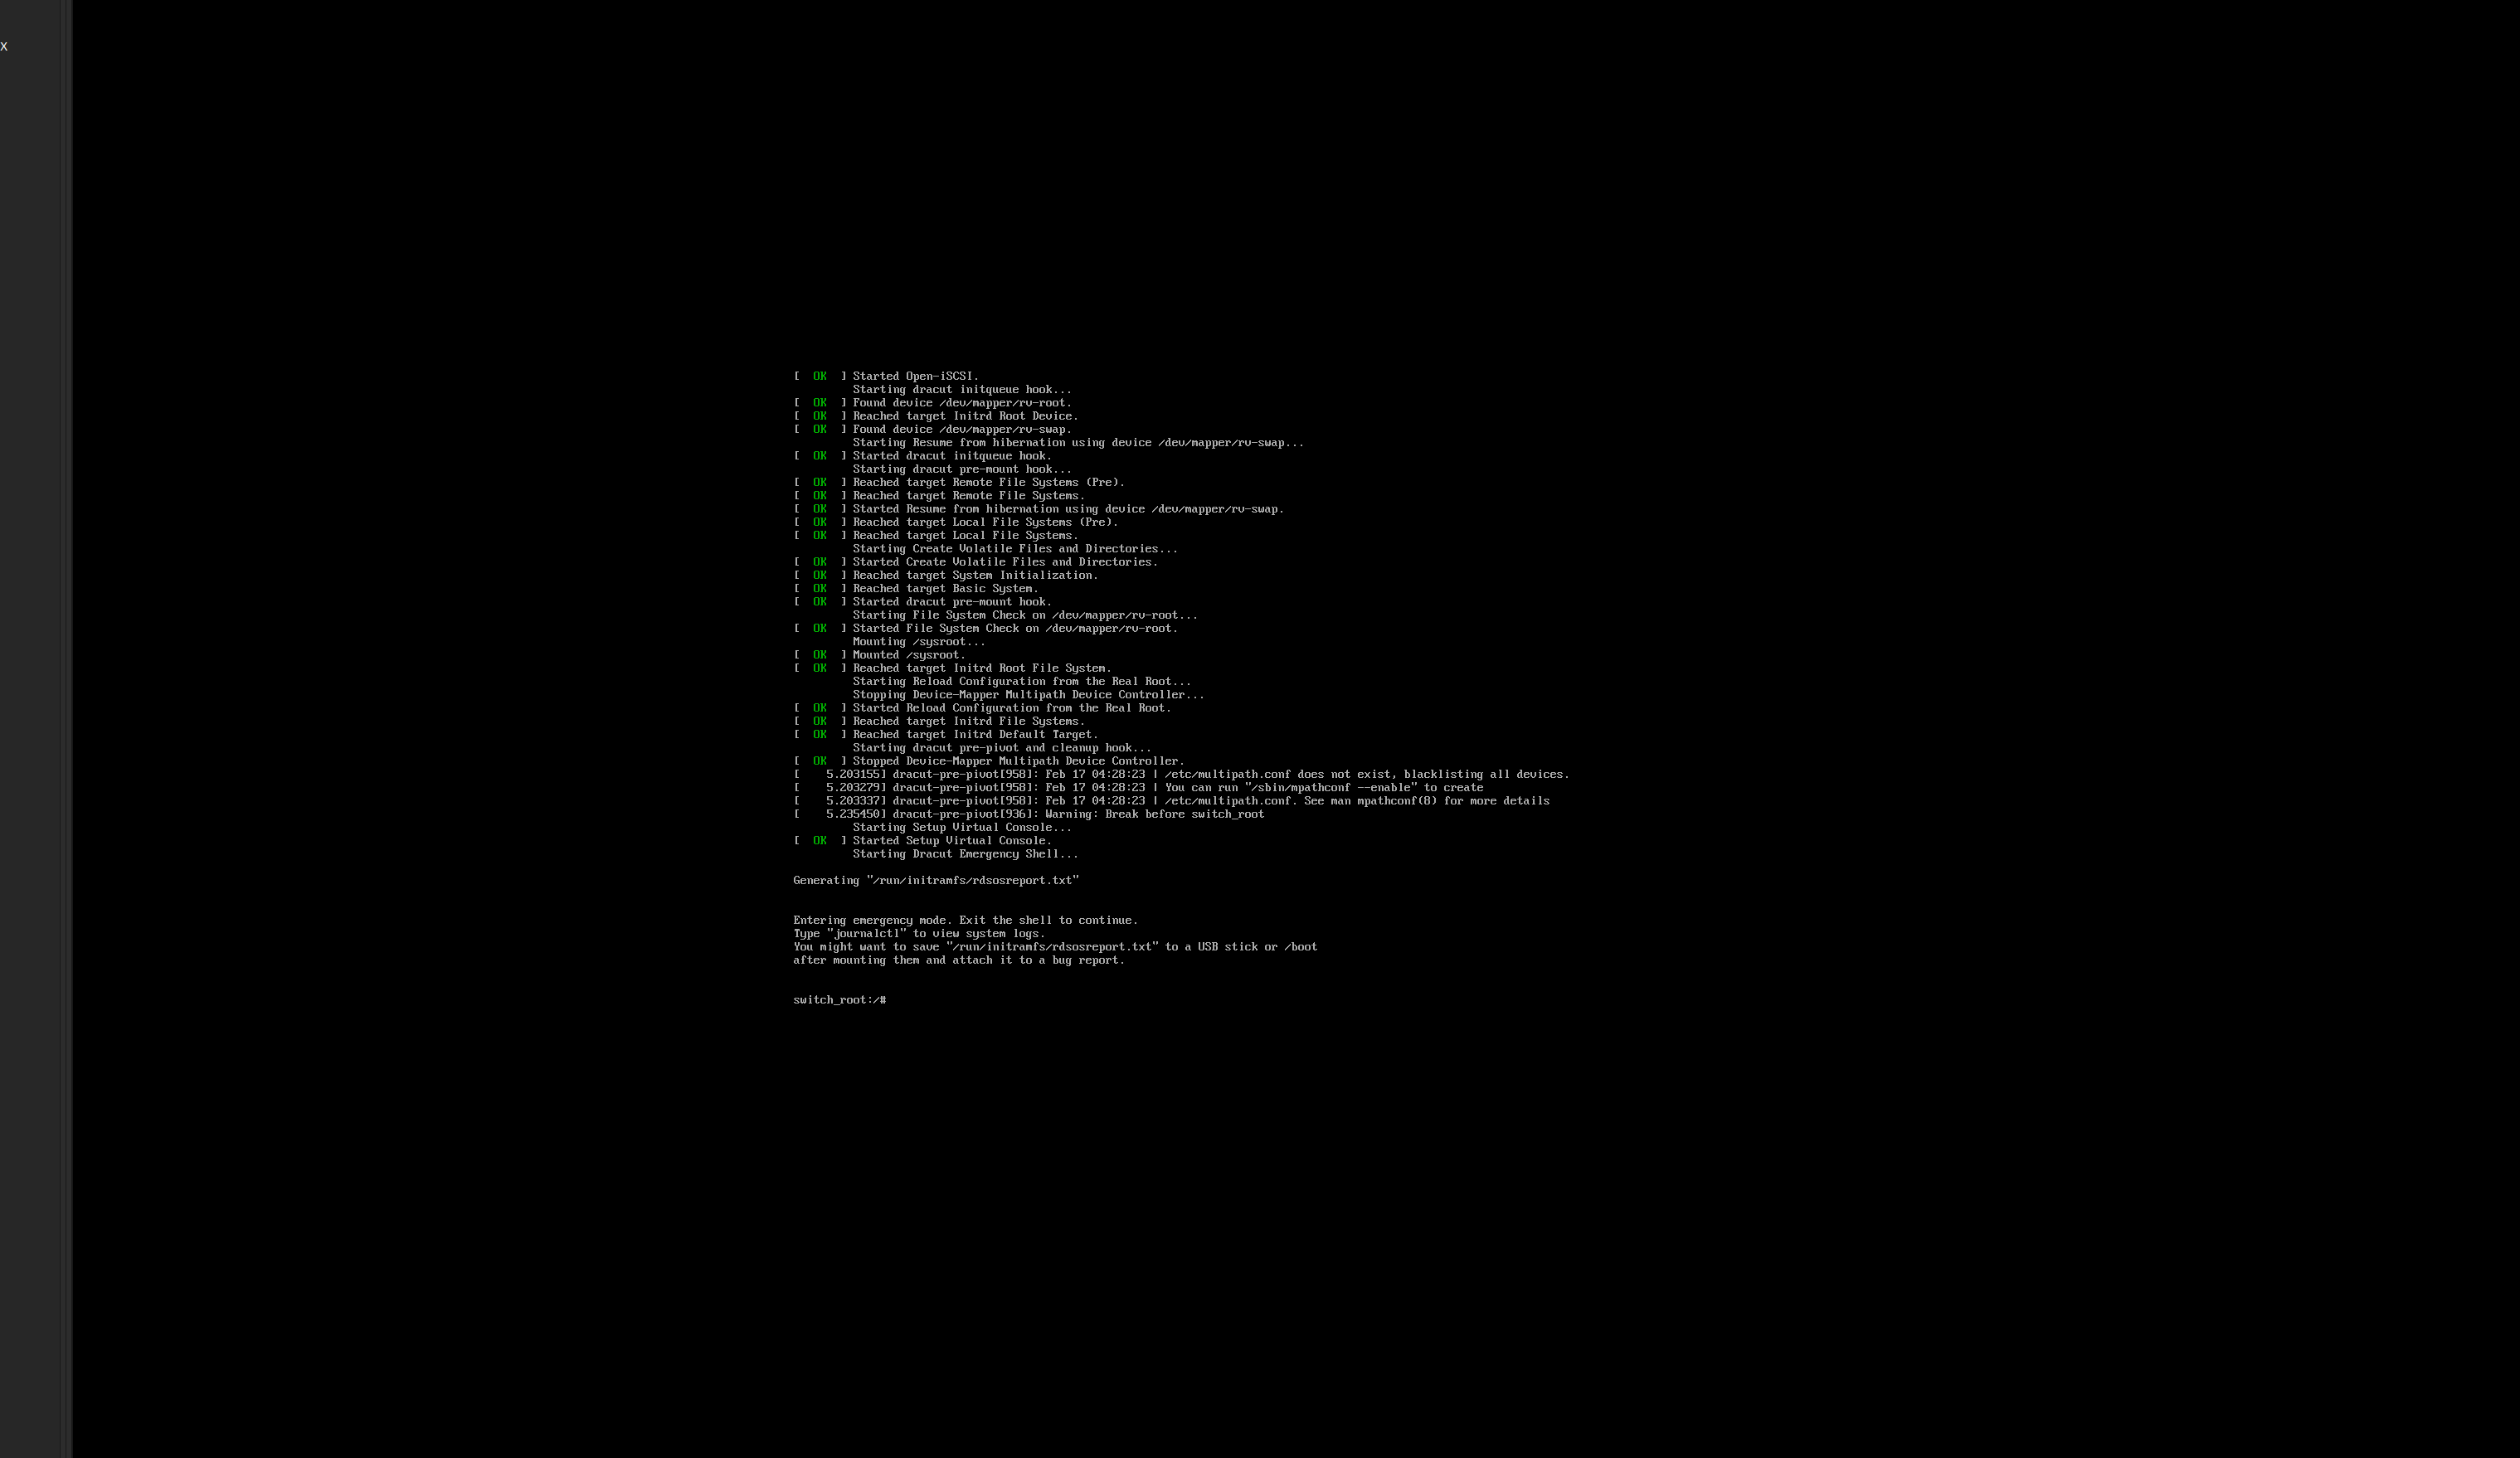 x
[  OK  ] Started Open-iSCSI.
         Starting dracut initqueue hook...
[  OK  ] Found device /dev/mapper/rv-root.
[  OK  ] Reached target Initrd Root Device.
[  OK  ] Found device /dev/mapper/rv-swap.
         Starting Resume from hibernation using device /dev/mapper/rv-swap...
[  OK  ] Started dracut initqueue hook.
         Starting dracut pre-mount hook...
[  OK  ] Reached target Remote File Systems (Pre).
[  OK  ] Reached target Remote File Systems.
[  OK  ] Started Resume from hibernation using device /dev/mapper/rv-swap.
[  OK  ] Reached target Local File Systems (Pre).
[  OK  ] Reached target Local File Systems.
         Starting Create Volatile Files and Directories...
[  OK  ] Started Create Volatile Files and Directories.
[  OK  ] Reached target System Initialization.
[  OK  ] Reached target Basic System.
[  OK  ] Started dracut pre-mount hook.
         Starting File System Check on /dev/mapper/rv-root...
[  OK  ] Started File System Check on /dev/mapper/rv-root.
         Mounting /sysroot...
[  OK  ] Mounted /sysroot.
[  OK  ] Reached target Initrd Root File System.
         Starting Reload Configuration from the Real Root...
         Stopping Device-Mapper Multipath Device Controller...
[  OK  ] Started Reload Configuration from the Real Root.
[  OK  ] Reached target Initrd File Systems.
[  OK  ] Reached target Initrd Default Target.
         Starting dracut pre-pivot and cleanup hook...
[  OK  ] Stopped Device-Mapper Multipath Device Controller.
[    5.203155] dracut-pre-pivot[958]: Feb 17 04:28:23 | /etc/multipath.conf does not exist, blacklisting all devices.
[    5.203279] dracut-pre-pivot[958]: Feb 17 04:28:23 | You can run "/sbin/mpathconf --enable" to create
[    5.203337] dracut-pre-pivot[958]: Feb 17 04:28:23 | /etc/multipath.conf. See man mpathconf(8) for more details
[    5.235450] dracut-pre-pivot[936]: Warning: Break before switch_root
         Starting Setup Virtual Console...
[  OK  ] Started Setup Virtual Console.
         Starting Dracut Emergency Shell...
Generating "/run/initramfs/rdsosreport.txt"
Entering emergency mode. Exit the shell to continue.
Type "journalctl" to view system logs.
You might want to save "/run/initramfs/rdsosreport.txt" to a USB stick or /boot
after mounting them and attach it to a bug report.
switch_root:/#